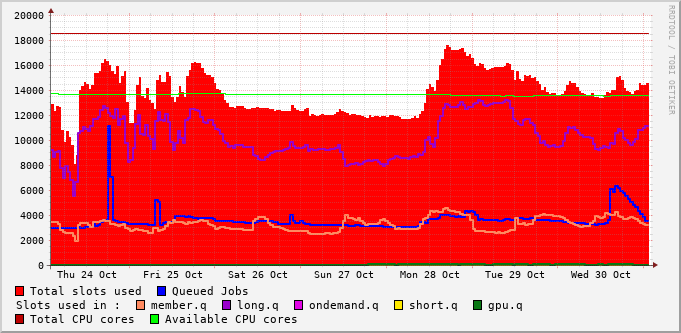 20000
18000
16000
14000
12000
10000
8000
6000
4000
2000
0
Thu 24 Oct Fri 25 Oct Sat 26 Oct Sun 27 Oct Mon 28 Oct Tue 29 Oct Wed 30 Oct
RRDTOOL / TOBI OETIKER
Total slots used Queued Jobs
Slots used in : member.q long.q ondemand.q short.q gpu.q
Total CPU cores Available CPU cores